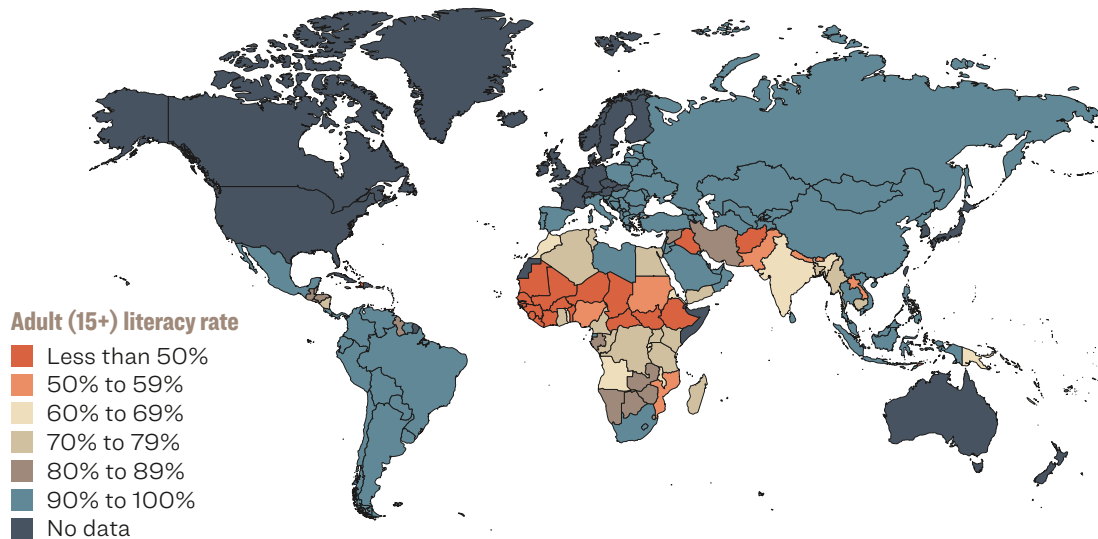 Adult (15+) literacy rate
Less than 50%
50% to 59%
60% to 69%
70% to 79%
80% to 89%
90% to 100%
No data